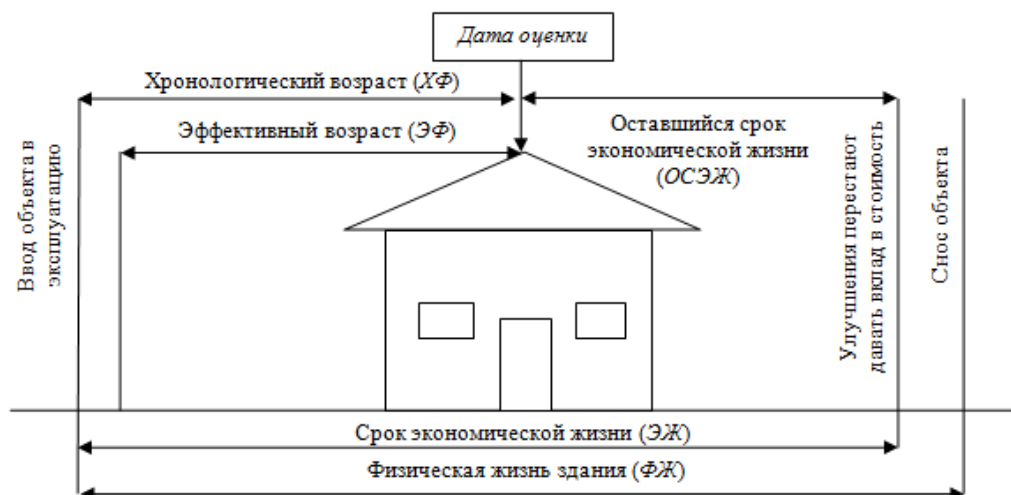 Дата оценки
Хронологический возраст (ХФ)
Эффективный возраст (ЭФ)
Оставшийся срок
экономической жизни
(ОСЭЖ)
Ввод объекта в
эксплуатацию
Улучшения перестают
давать вклад в стоимость
Снос объекта
Срок экономической жизни (ЭЖ)
Физическая жизнь здания (ФЖ)